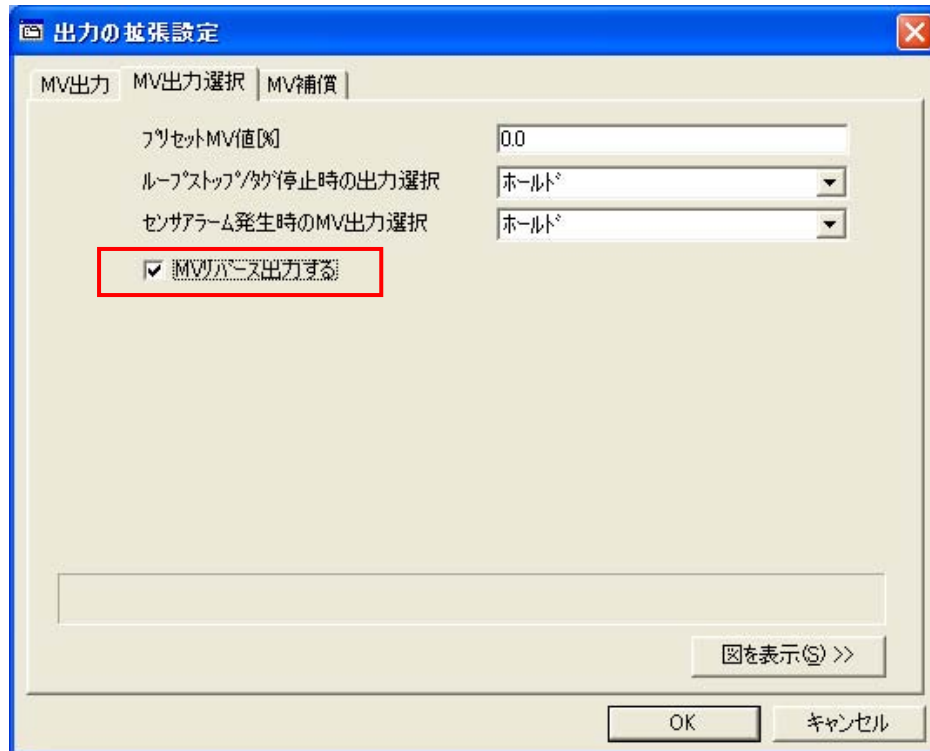 出力の拡張設定
MV出力 MV出力選択 MV補償
ﾌﾟﾘｾｯﾄMV値[%] 0.0
ﾙｰﾌﾟｽﾄｯﾌﾟ/ﾀｸﾞ停止時の出力選択 ﾎｰﾙﾄﾞ
ｾﾝｻｱﾗｰﾑ発生時のMV出力選択 ﾎｰﾙﾄﾞ
MVﾘﾊﾞｰｽ出力する
図を表示(S) >>
OK キャンセル